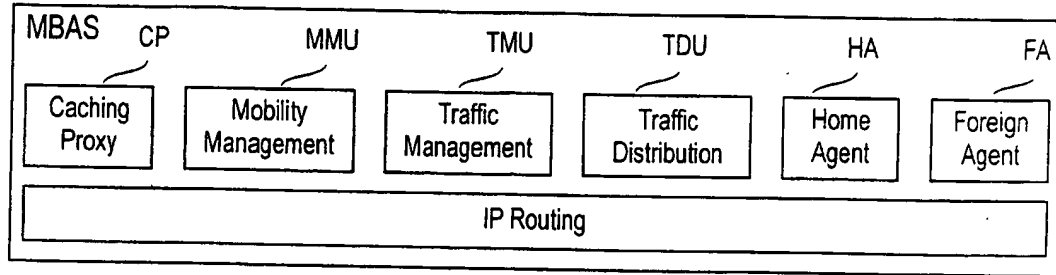 MBAS
CP MMU TMU TDU HA FA
Caching Proxy
Mobility Management
Traffic Management
Traffic Distribution
Home Agent
Foreign Agent
IP Routing